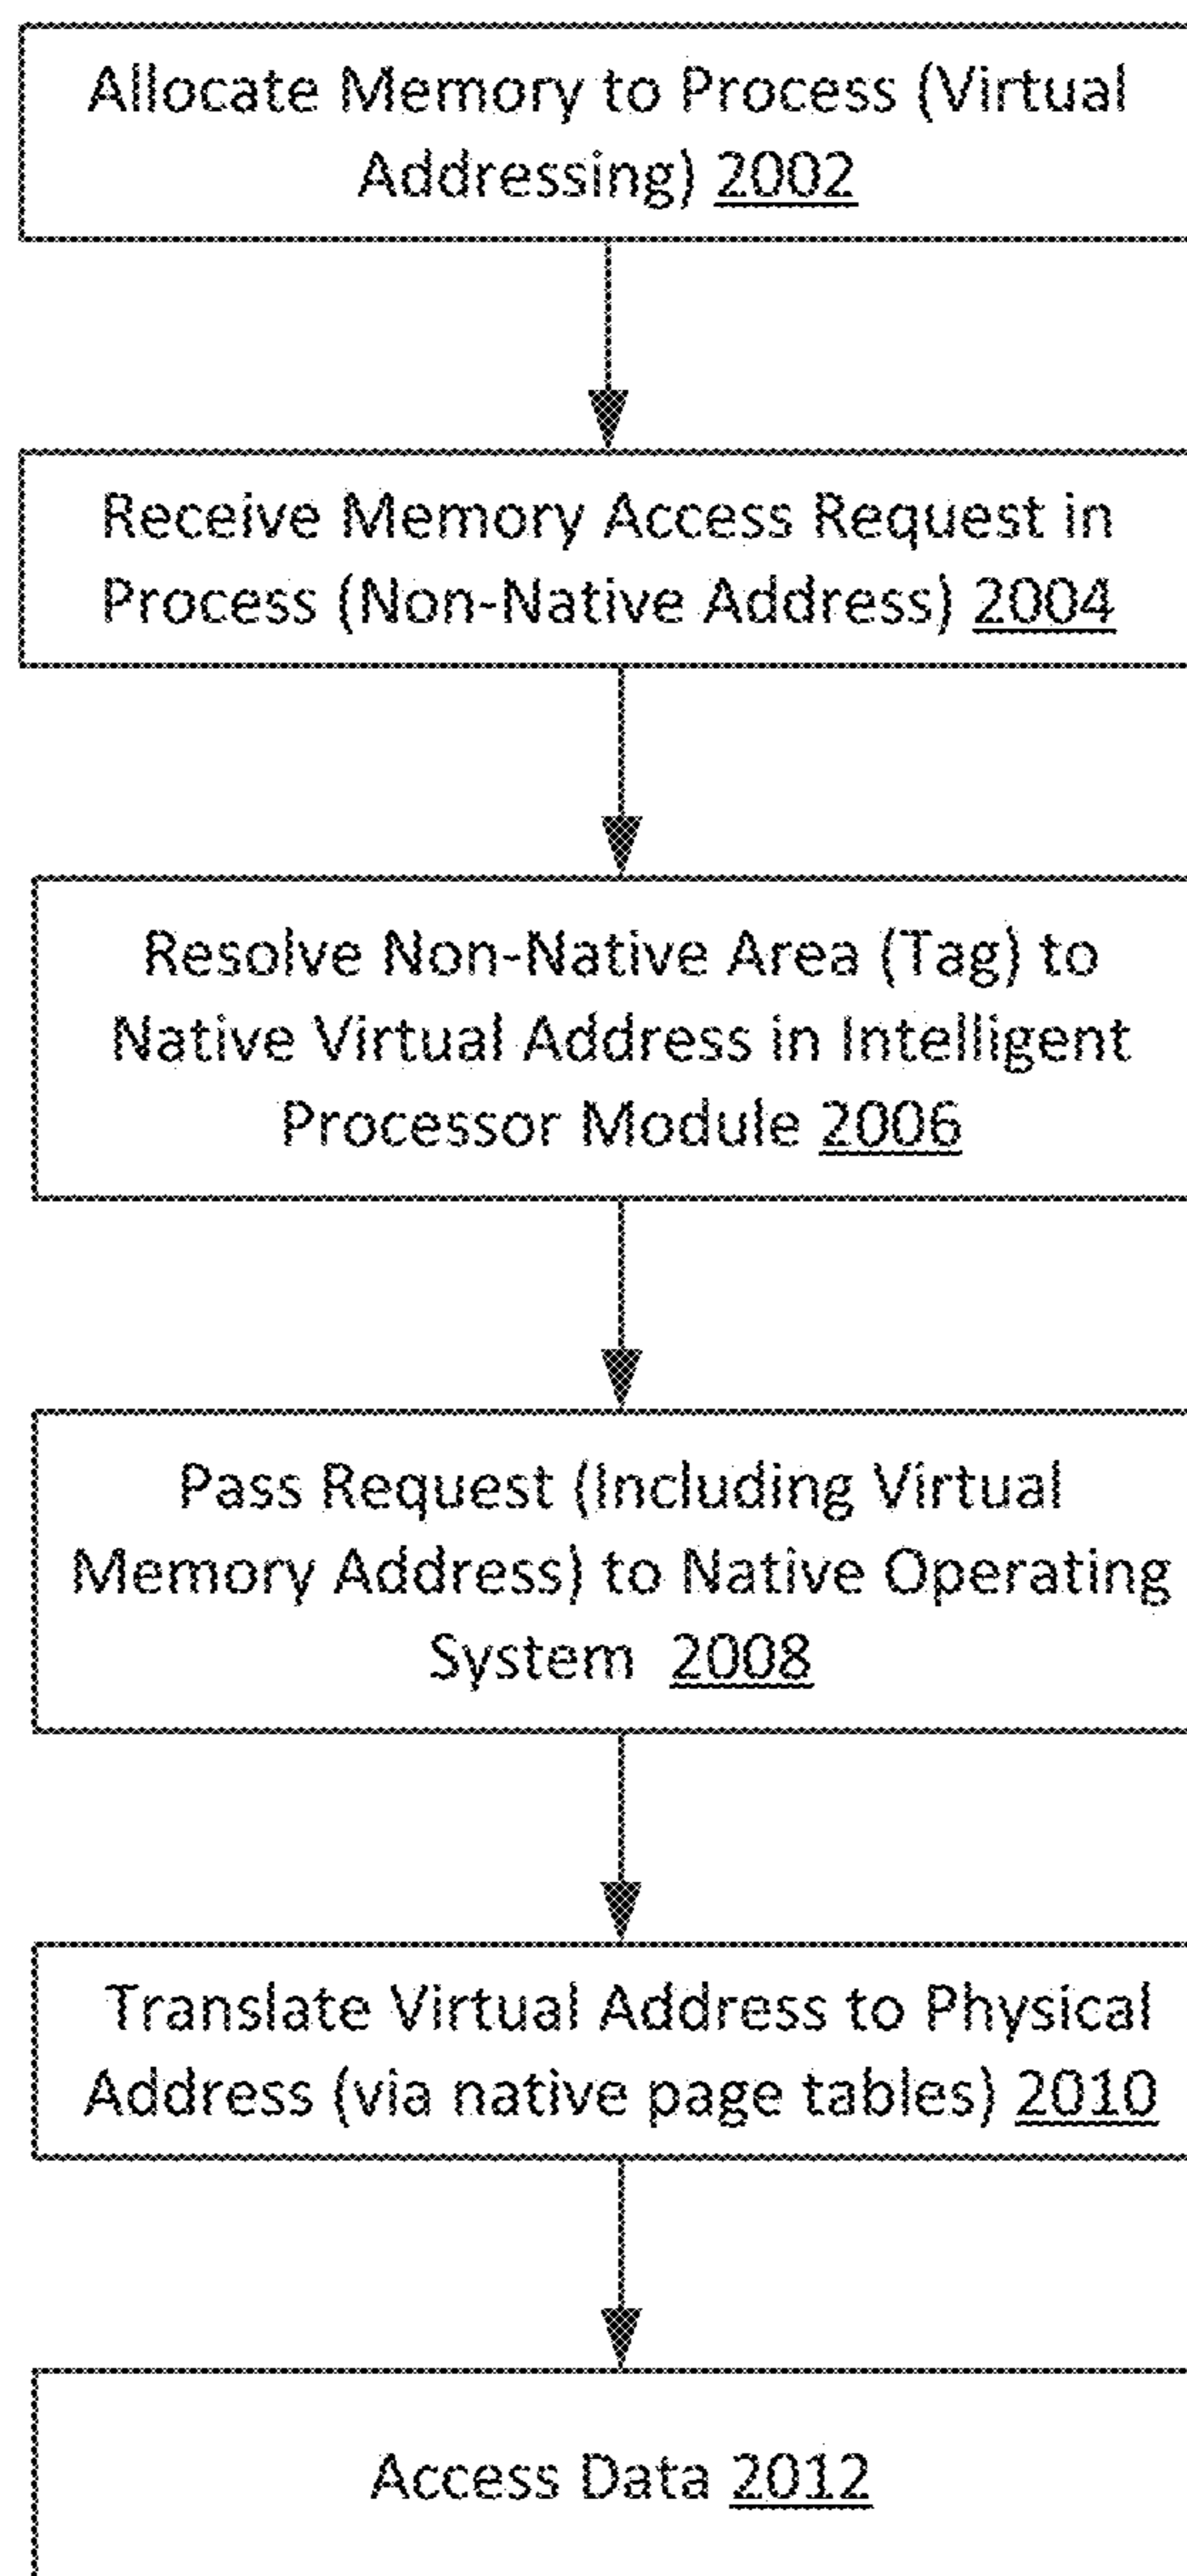 Allocate Memory to Process (Virtual
Addressing) 2002
Receive Memory Access Request in
Process (Non-Native Address) 2004
Resolve Non-Native Area (Tag) to
Native Virtual Address in Intelligent
Processor Module 2006
Pass Request (Including Virtual
Memory Address) to Native Operating
System 2008
Translate Virtual Address to Physical
Address (via native page tables) 2010
Access Data 2012